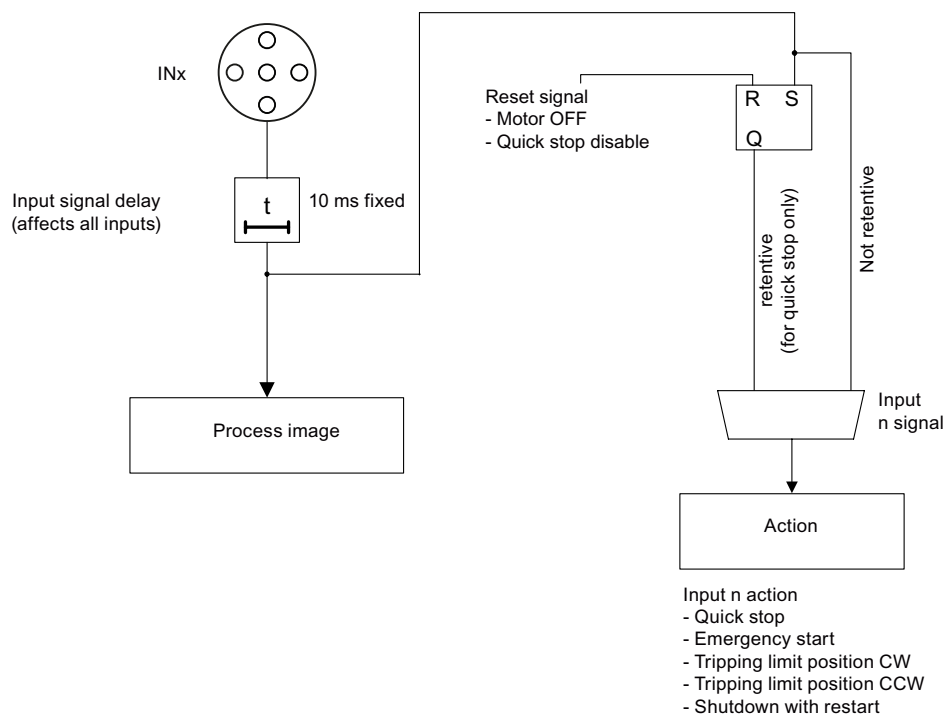 INx
Input signal delay
(affects all inputs)
t
10 ms fixed
Process image
Reset signal
- Motor OFF
- Quick stop disable
R S
Q
retentive
(for quick stop only)
Not retentive
Input
n signal
Action
Input n action
- Quick stop
- Emergency start
- Tripping limit position CW
- Tripping limit position CCW
- Shutdown with restart